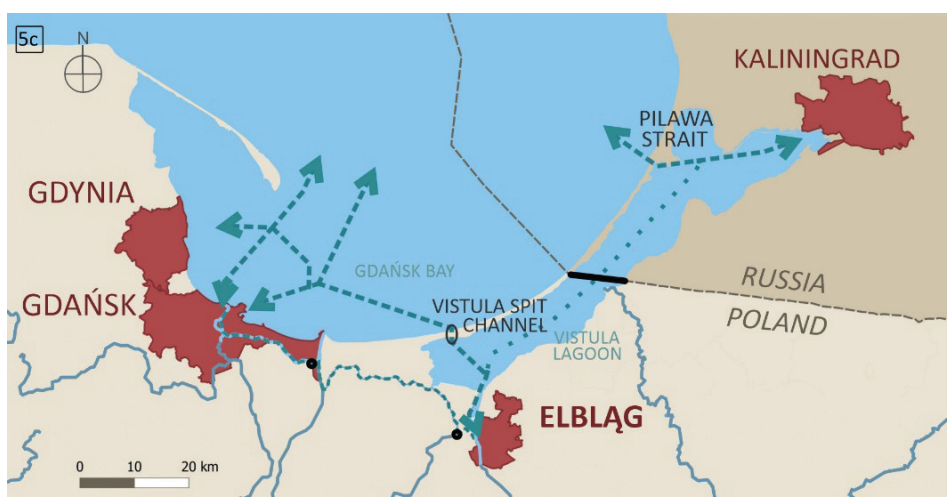 5c
N
KALININGRAD
PILAWA
STRAIT
GDYNIA
GDAŃSK BAY
GDAŃSK
RUSSIA
VISTULA SPIT
CHANNEL
POLAND
VISTULA
LAGOON
ELBLĄG
0 10 20 km